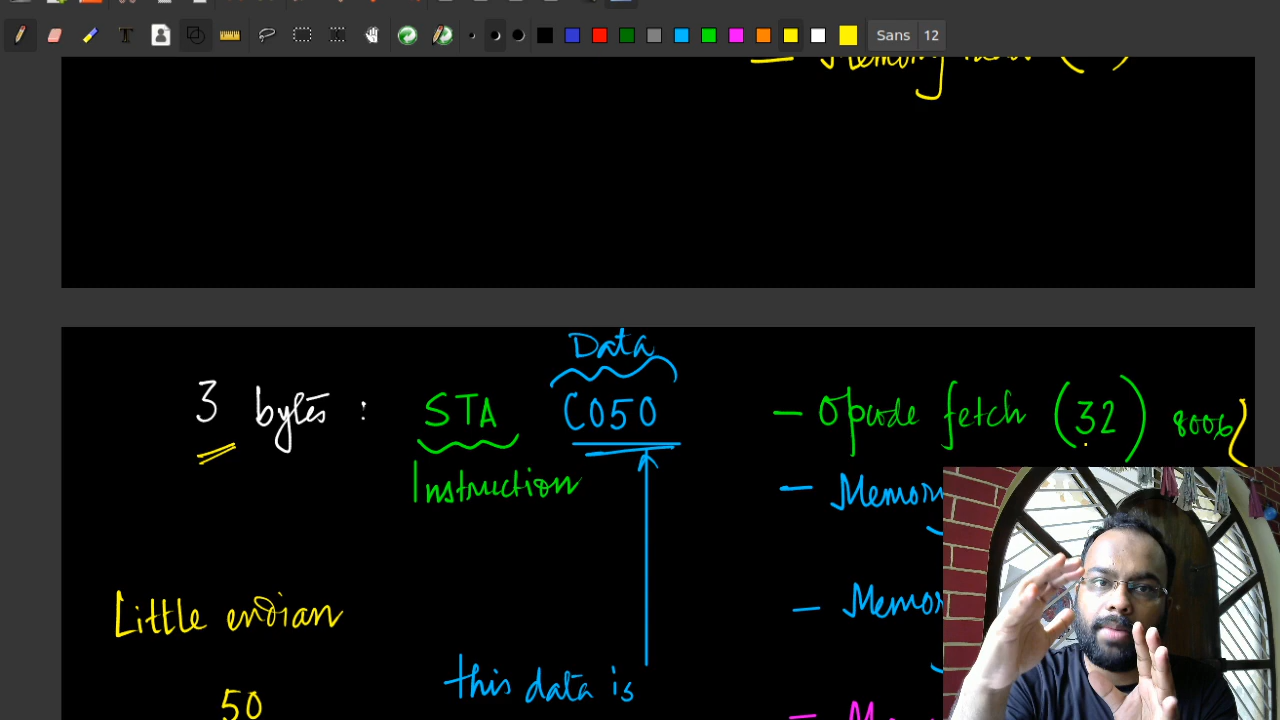 Sans 12
Data
3 bytes : STA C050 - Opcode fetch (32) 8006
Instruction
- Memor
Little endian
- Memor
this data is
50